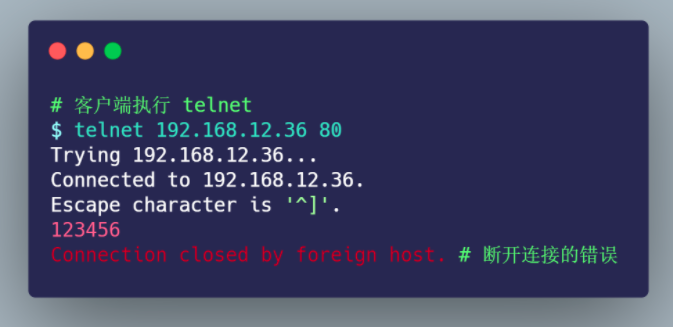 # 客户端执行 telnet
$ telnet 192.168.12.36 80
Trying 192.168.12.36...
Connected to 192.168.12.36.
Escape character is '^]'.
123456
Connection closed by foreign host. # 断开连接的错误